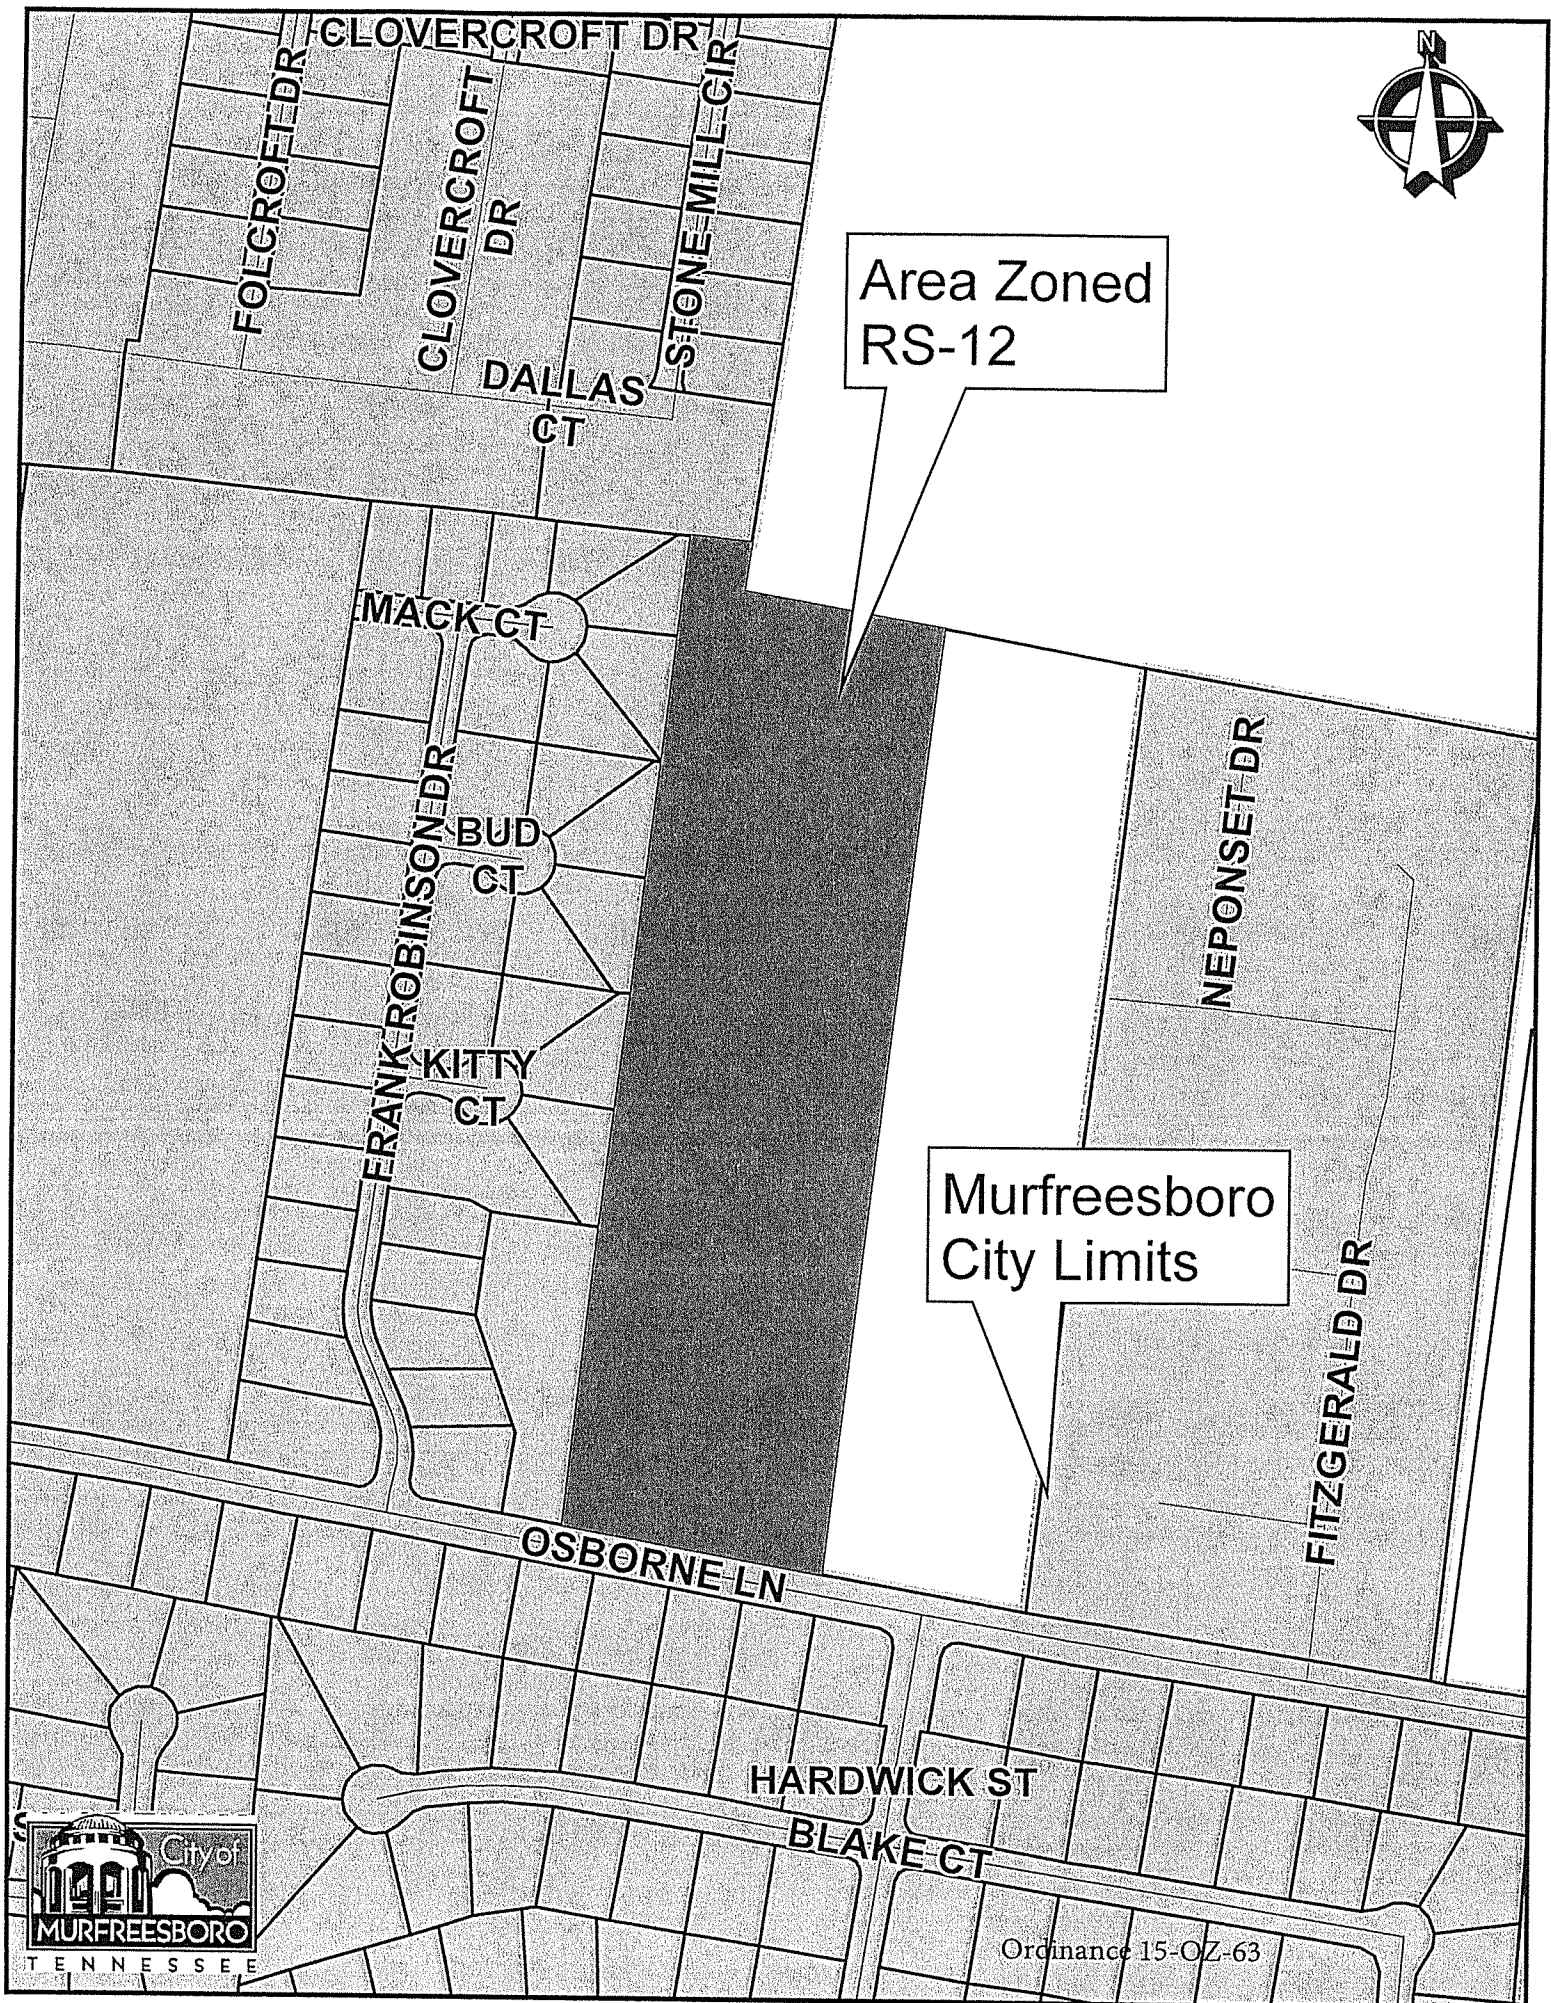 CLOVERCROFT DR
FOLCROFT DR
CLOVERCROFT
DR
STONE MILL CIR
N
Area Zoned
RS-12
DALLAS
CT
MACK CT
FRANK ROBINSON DR
BUD
CT
KITTY
CT
NEPONSET DR
Murfreesboro
City Limits
FITZGERALD DR
OSBORNE LN
HARDWICK ST
BLAKE CT
S
City of
MURFREESBORO
TENNESSEE
Ordinance 15-OZ-63